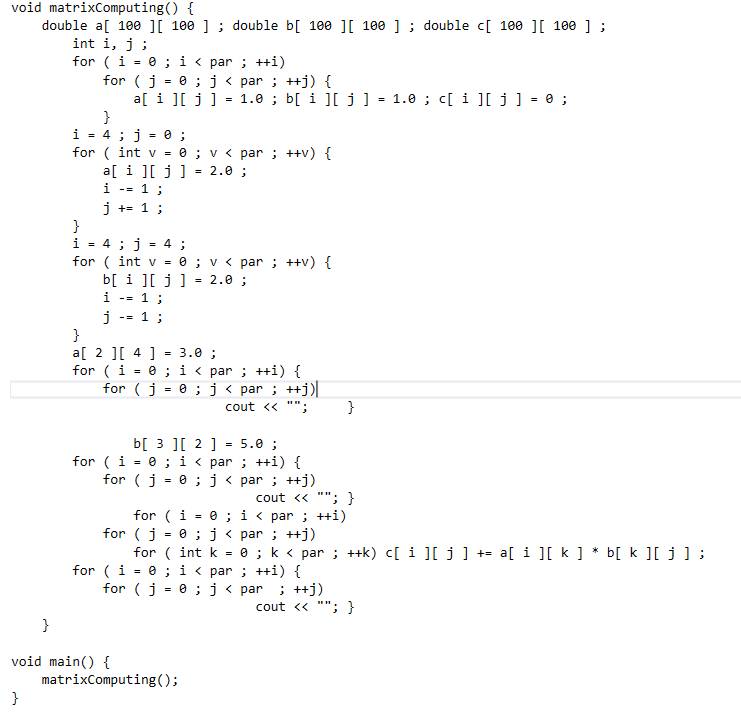 void matrixComputing() {
    double a[ 100 ][ 100 ] ; double b[ 100 ][ 100 ] ; double c[ 100 ][ 100 ] ;
        int i, j ;
        for ( i = 0 ; i < par ; ++i)
            for ( j = 0 ; j < par ; ++j) {
                a[ i ][ j ] = 1.0 ; b[ i ][ j ] = 1.0 ; c[ i ][ j ] = 0 ;
            }
        i = 4 ; j = 0 ;
        for ( int v = 0 ; v < par ; ++v) {
            a[ i ][ j ] = 2.0 ;
            i -= 1 ;
            j += 1 ;
        }
        i = 4 ; j = 4 ;
        for ( int v = 0 ; v < par ; ++v) {
            b[ i ][ j ] = 2.0 ;
            i -= 1 ;
            j -= 1 ;
        }
        a[ 2 ][ 4 ] = 3.0 ;
        for ( i = 0 ; i < par ; ++i) {
            for ( j = 0 ; j < par ; ++j)
                            cout << "";     }
                b[ 3 ][ 2 ] = 5.0 ;
        for ( i = 0 ; i < par ; ++i) {
            for ( j = 0 ; j < par ; ++j)
                                cout << ""; }
                for ( i = 0 ; i < par ; ++i)
            for ( j = 0 ; j < par ; ++j)
                for ( int k = 0 ; k < par ; ++k) c[ i ][ j ] += a[ i ][ k ] * b[ k ][ j ] ;
        for ( i = 0 ; i < par ; ++i) {
            for ( j = 0 ; j < par  ; ++j)
                                cout << ""; }
    }
void main() {
    matrixComputing();
}